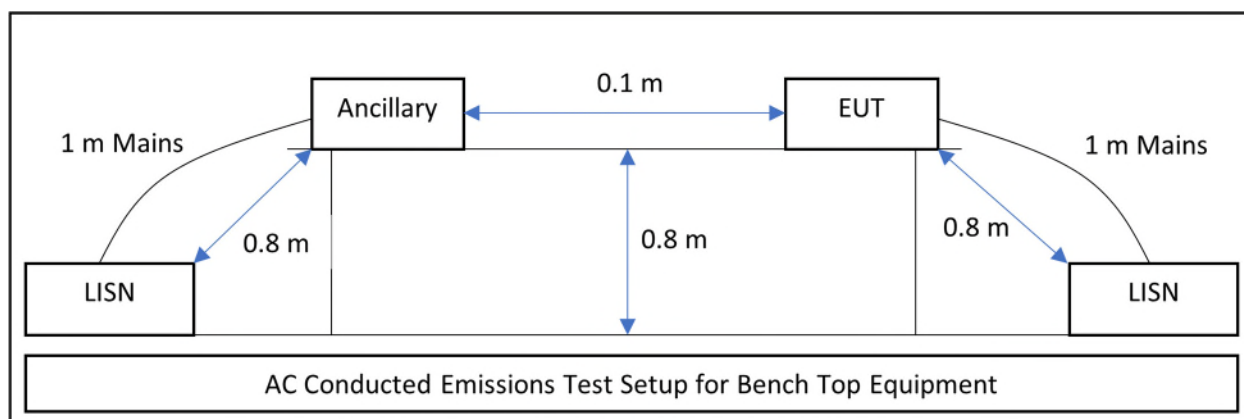 0.1 m
Ancillary
EUT
1 m Mains
1 m Mains
0.8 m
0.8 m
0.8 m
LISN
LISN
AC Conducted Emissions Test Setup for Bench Top Equipment